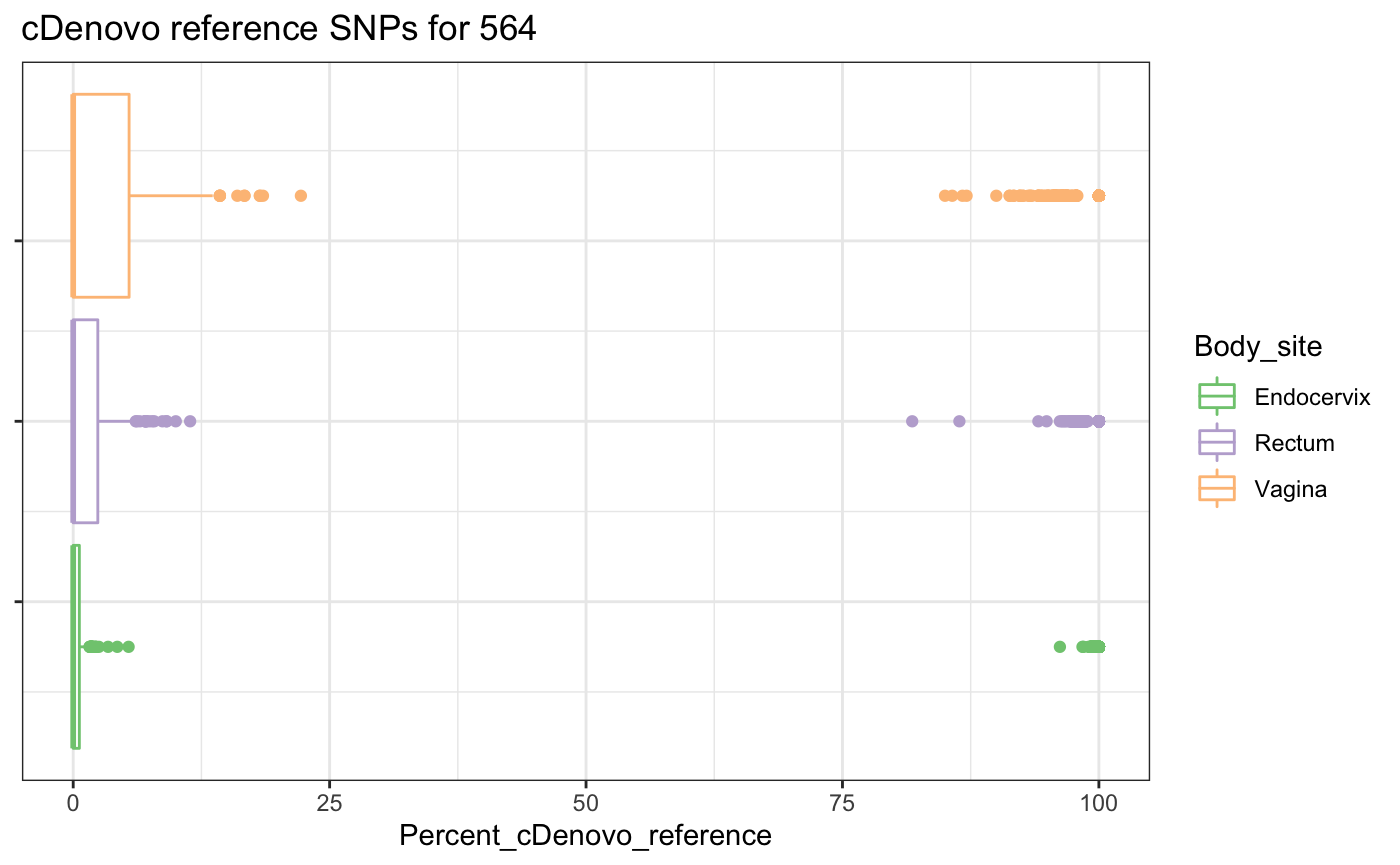 cDenovo reference SNPs for 564
Body_site
Endocervix
Rectum
Vagina
0 25 50 75 100
Percent_cDenovo_reference